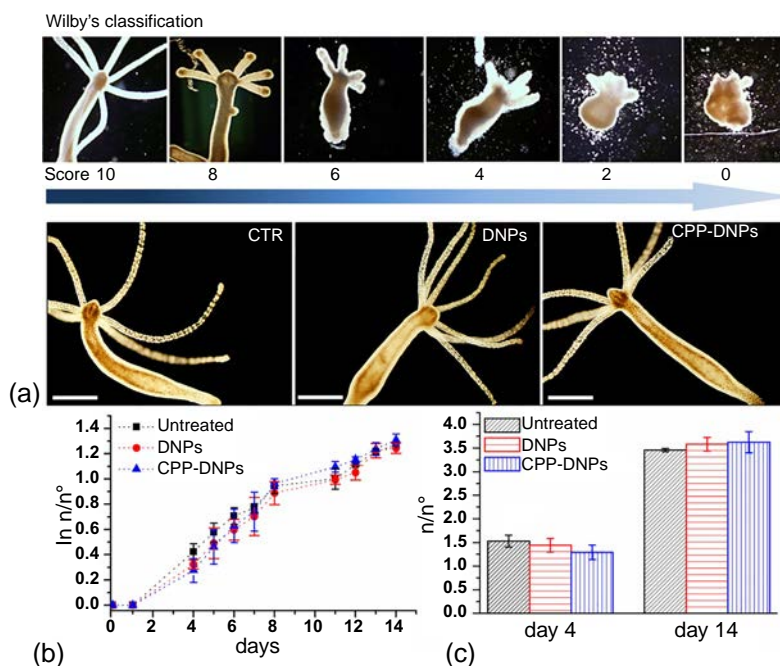 Wilby's classification
Score 10 8 6 4 2 0
CTR DNPs CPP-DNPs
(a)
1.4
1.2
1.0
0.8
0.6
0.4
0.2
0.0
ln n/n°
Untreated
DNPs
CPP-DNPs
0 2 4 6 8 10 12 14
days
(b)
4.0
3.5
3.0
2.5
2.0
1.5
1.0
0.5
0.0
n/n°
Untreated
DNPs
CPP-DNPs
day 4 day 14
(c)